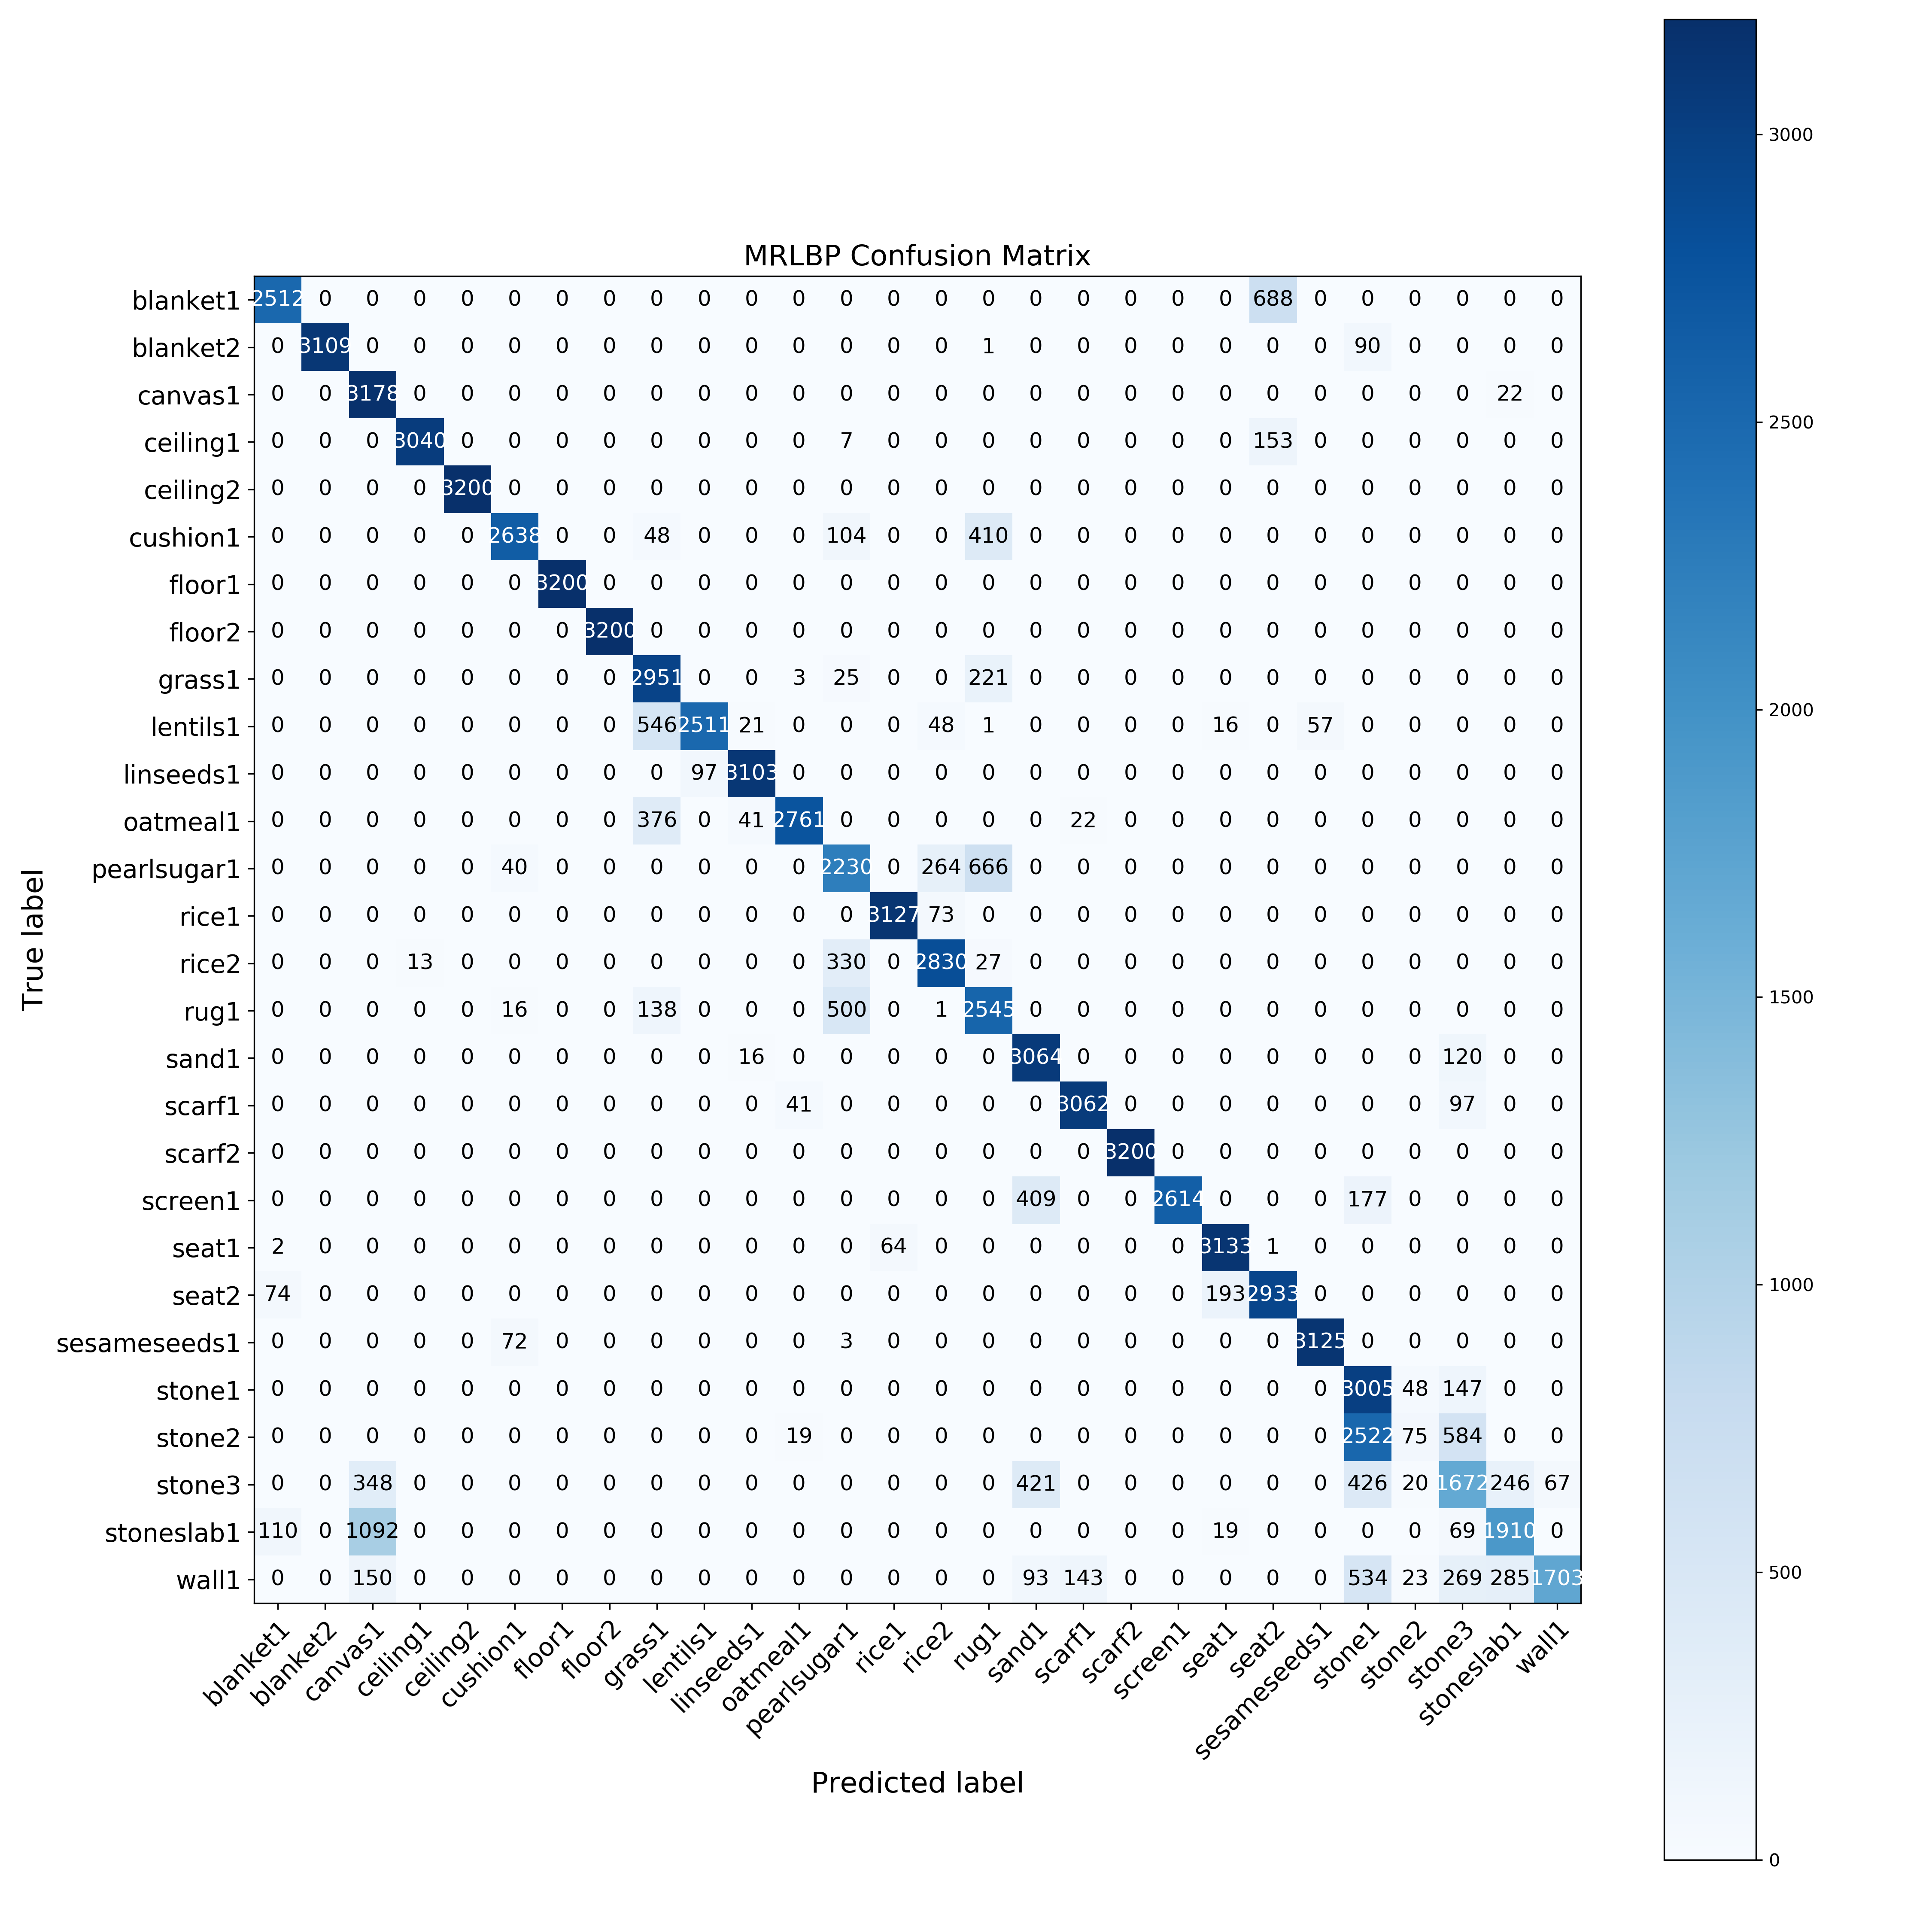 MRLBP Confusion Matrix
blanket1 2512 0 0 0 0 0 0 0 0 0 0 0 0 0 0 0 0 0 0 0 0 688 0 0 0 0 0 0
blanket2 0 3109 0 0 0 0 0 0 0 0 0 0 0 0 0 1 0 0 0 0 0 0 0 90 0 0 0 0
canvas1 0 0 3178 0 0 0 0 0 0 0 0 0 0 0 0 0 0 0 0 0 0 0 0 0 0 0 22 0
ceiling1 0 0 0 3040 0 0 0 0 0 0 0 0 7 0 0 0 0 0 0 0 0 153 0 0 0 0 0 0
ceiling2 0 0 0 0 3200 0 0 0 0 0 0 0 0 0 0 0 0 0 0 0 0 0 0 0 0 0 0 0
cushion1 0 0 0 0 0 2638 0 0 48 0 0 0 104 0 0 410 0 0 0 0 0 0 0 0 0 0 0 0
floor1 0 0 0 0 0 0 3200 0 0 0 0 0 0 0 0 0 0 0 0 0 0 0 0 0 0 0 0 0
floor2 0 0 0 0 0 0 0 3200 0 0 0 0 0 0 0 0 0 0 0 0 0 0 0 0 0 0 0 0
grass1 0 0 0 0 0 0 0 0 2951 0 0 3 25 0 0 221 0 0 0 0 0 0 0 0 0 0 0 0
lentils1 0 0 0 0 0 0 0 0 546 2511 21 0 0 0 48 1 0 0 0 0 16 0 57 0 0 0 0 0
linseeds1 0 0 0 0 0 0 0 0 0 97 3103 0 0 0 0 0 0 0 0 0 0 0 0 0 0 0 0 0
oatmeal1 0 0 0 0 0 0 0 0 376 0 41 2761 0 0 0 0 0 22 0 0 0 0 0 0 0 0 0 0
pearlsugar1 0 0 0 0 0 40 0 0 0 0 0 0 2230 0 264 666 0 0 0 0 0 0 0 0 0 0 0 0
rice1 0 0 0 0 0 0 0 0 0 0 0 0 0 3127 73 0 0 0 0 0 0 0 0 0 0 0 0 0
rice2 0 0 0 13 0 0 0 0 0 0 0 0 330 0 2830 27 0 0 0 0 0 0 0 0 0 0 0 0
rug1 0 0 0 0 0 16 0 0 138 0 0 0 500 0 1 2545 0 0 0 0 0 0 0 0 0 0 0 0
sand1 0 0 0 0 0 0 0 0 0 0 16 0 0 0 0 0 3064 0 0 0 0 0 0 0 0 120 0 0
scarf1 0 0 0 0 0 0 0 0 0 0 0 41 0 0 0 0 0 3062 0 0 0 0 0 0 0 97 0 0
scarf2 0 0 0 0 0 0 0 0 0 0 0 0 0 0 0 0 0 0 3200 0 0 0 0 0 0 0 0 0
screen1 0 0 0 0 0 0 0 0 0 0 0 0 0 0 0 0 409 0 0 2614 0 0 0 177 0 0 0 0
seat1 2 0 0 0 0 0 0 0 0 0 0 0 0 64 0 0 0 0 0 0 3133 1 0 0 0 0 0 0
seat2 74 0 0 0 0 0 0 0 0 0 0 0 0 0 0 0 0 0 0 0 193 2933 0 0 0 0 0 0
sesameseeds1 0 0 0 0 0 72 0 0 0 0 0 0 3 0 0 0 0 0 0 0 0 0 3125 0 0 0 0 0
stone1 0 0 0 0 0 0 0 0 0 0 0 0 0 0 0 0 0 0 0 0 0 0 0 3005 48 147 0 0
stone2 0 0 0 0 0 0 0 0 0 0 0 19 0 0 0 0 0 0 0 0 0 0 0 2522 75 584 0 0
stone3 0 0 348 0 0 0 0 0 0 0 0 0 0 0 0 0 421 0 0 0 0 0 0 426 20 1672 246 67
stoneslab1 110 0 1092 0 0 0 0 0 0 0 0 0 0 0 0 0 0 0 0 0 19 0 0 0 0 69 1910 0
wall1 0 0 150 0 0 0 0 0 0 0 0 0 0 0 0 0 93 143 0 0 0 0 0 534 23 269 285 1703
blanket1 blanket2 canvas1 ceiling1 ceiling2 cushion1 floor1 floor2 grass1 lentils1 linseeds1 oatmeal1 pearlsugar1 rice1 rice2 rug1 sand1 scarf1 scarf2 screen1 seat1 seat2 sesameseeds1 stone1 stone2 stone3 stoneslab1 wall1
Predicted label
True label
3000
2500
2000
1500
1000
500
0